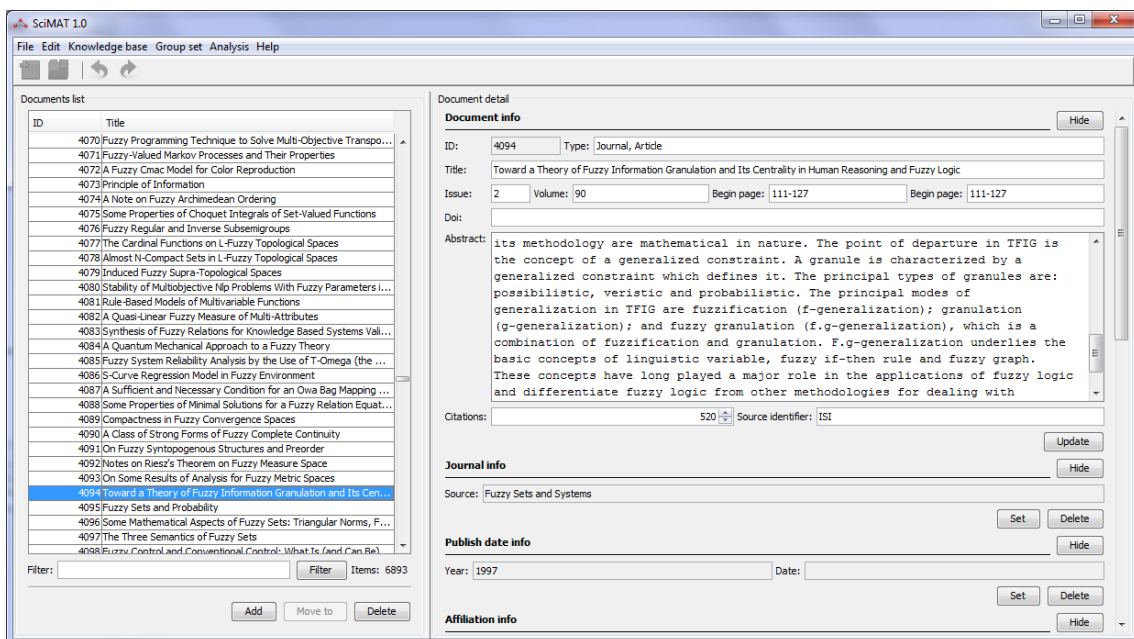 SciMAT 1.0
File Edit Knowledge base Group set Analysis Help
Documents list
ID Title
4070 Fuzzy Programming Technique to Solve Multi-Objective Transpo...
4071 Fuzzy-Valued Markov Processes and Their Properties
4072 A Fuzzy Cmac Model for Color Reproduction
4073 Principle of Information
4074 A Note on Fuzzy Archimedean Ordering
4075 Some Properties of Choquet Integrals of Set-Valued Functions
4076 Fuzzy Regular and Inverse Subsemigroups
4077 The Cardinal Functions on L-Fuzzy Topological Spaces
4078 Almost N-Compact Sets in L-Fuzzy Topological Spaces
4079 Induced Fuzzy Supra-Topological Spaces
4080 Stability of Multiobjective Nlp Problems With Fuzzy Parameters i...
4081 Rule-Based Models of Multivariable Functions
4082 A Quasi-Linear Fuzzy Measure of Multi-Attributes
4083 Synthesis of Fuzzy Relations for Knowledge Based Systems Vali...
4084 A Quantum Mechanical Approach to a Fuzzy Theory
4085 Fuzzy System Reliability Analysis by the Use of T-Omega (the ...
4086 S-Curve Regression Model in Fuzzy Environment
4087 A Sufficient and Necessary Condition for an Owa Bag Mapping ...
4088 Some Properties of Minimal Solutions for a Fuzzy Relation Equat...
4089 Compactness in Fuzzy Convergence Spaces
4090 A Class of Strong Forms of Fuzzy Complete Continuity
4091 On Fuzzy Syntopogenous Structures and Preorder
4092 Notes on Riesz's Theorem on Fuzzy Measure Space
4093 On Some Results of Analysis for Fuzzy Metric Spaces
4094 Toward a Theory of Fuzzy Information Granulation and Its Cen...
4095 Fuzzy Sets and Probability
4096 Some Mathematical Aspects of Fuzzy Sets: Triangular Norms, F...
4097 The Three Semantics of Fuzzy Sets
4098 Fuzzy Control and Conventional Control: What Is (and Can Be)
Filter: Filter Items: 6893
Add Move to Delete
Document detail
Document info Hide
ID: 4094 Type: Journal, Article
Title: Toward a Theory of Fuzzy Information Granulation and Its Centrality in Human Reasoning and Fuzzy Logic
Issue: 2 Volume: 90 Begin page: 111-127 Begin page: 111-127
Doi:
Abstract: its methodology are mathematical in nature. The point of departure in TFIG is
the concept of a generalized constraint. A granule is characterized by a
generalized constraint which defines it. The principal types of granules are:
possibilistic, veristic and probabilistic. The principal modes of
generalization in TFIG are fuzzification (f-generalization); granulation
(g-generalization); and fuzzy granulation (f.g-generalization), which is a
combination of fuzzification and granulation. F.g-generalization underlies the
basic concepts of linguistic variable, fuzzy if-then rule and fuzzy graph.
These concepts have long played a major role in the applications of fuzzy logic
and differentiate fuzzy logic from other methodologies for dealing with
Citations: 520 Source identifier: ISI
Update
Journal info Hide
Source: Fuzzy Sets and Systems
Set Delete
Publish date info Hide
Year: 1997 Date:
Set Delete
Affiliation info Hide